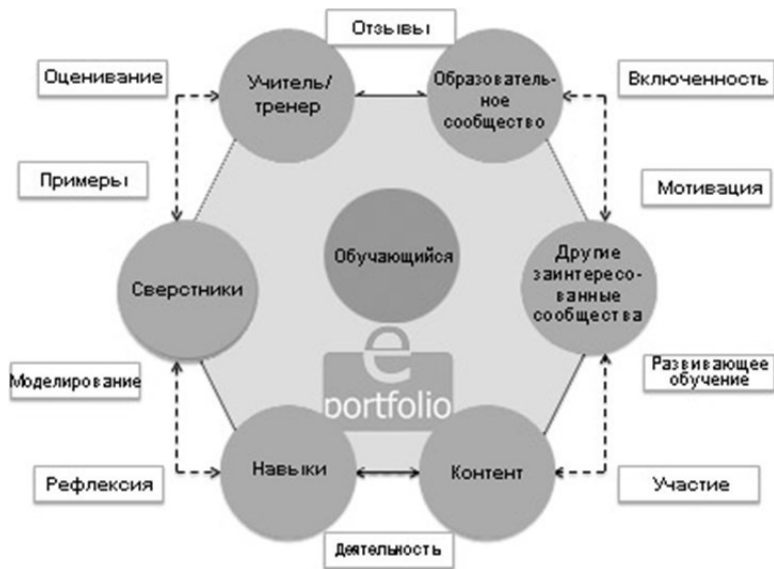 Отзывы
Оценивание
Учитель/
тренер
Образователь-
ное
сообщество
Включенность
Примеры
Мотивация
Обучающийся
Сверстники
Другие
заинтересо-
ванные
сообщества
e
portfolio
Моделирование
Развивающее
обучение
Навыки
Контент
Рефлексия
Участие
Деятельность